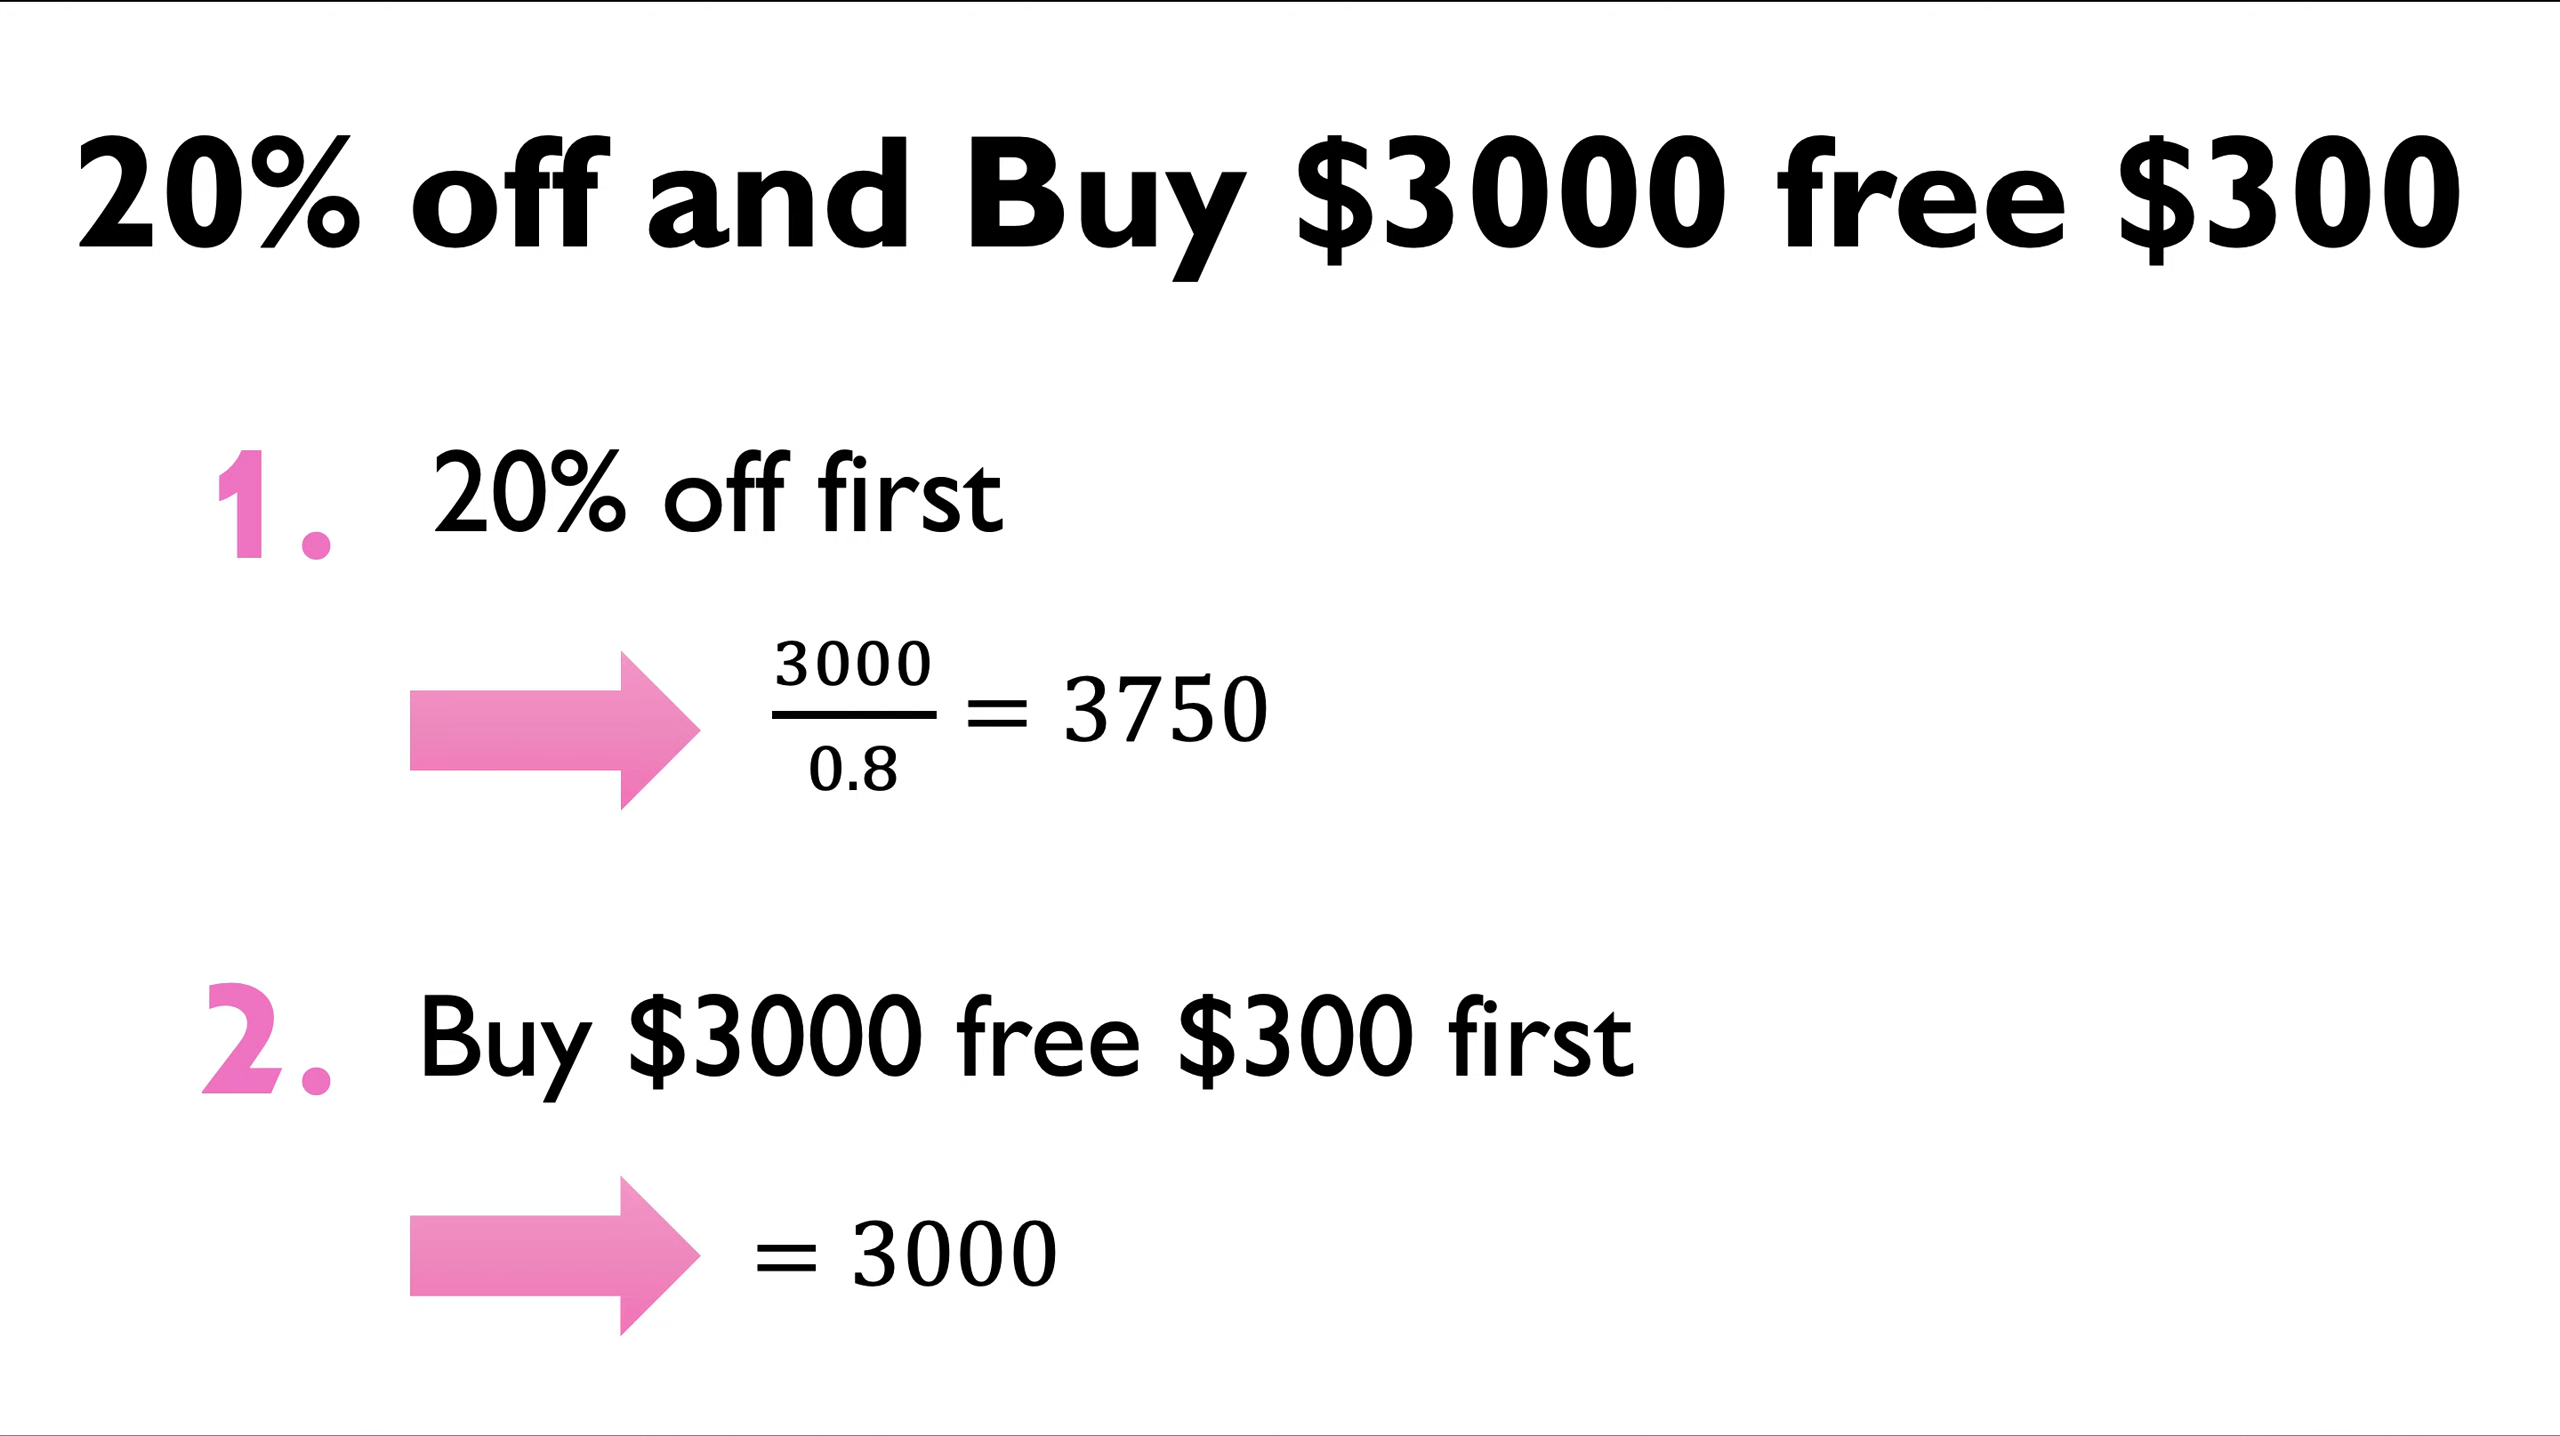 20% off and Buy $3000 free $300
1. 20% off first
3000
0.8
= 3750
2. Buy $3000 free $300 first
= 3000